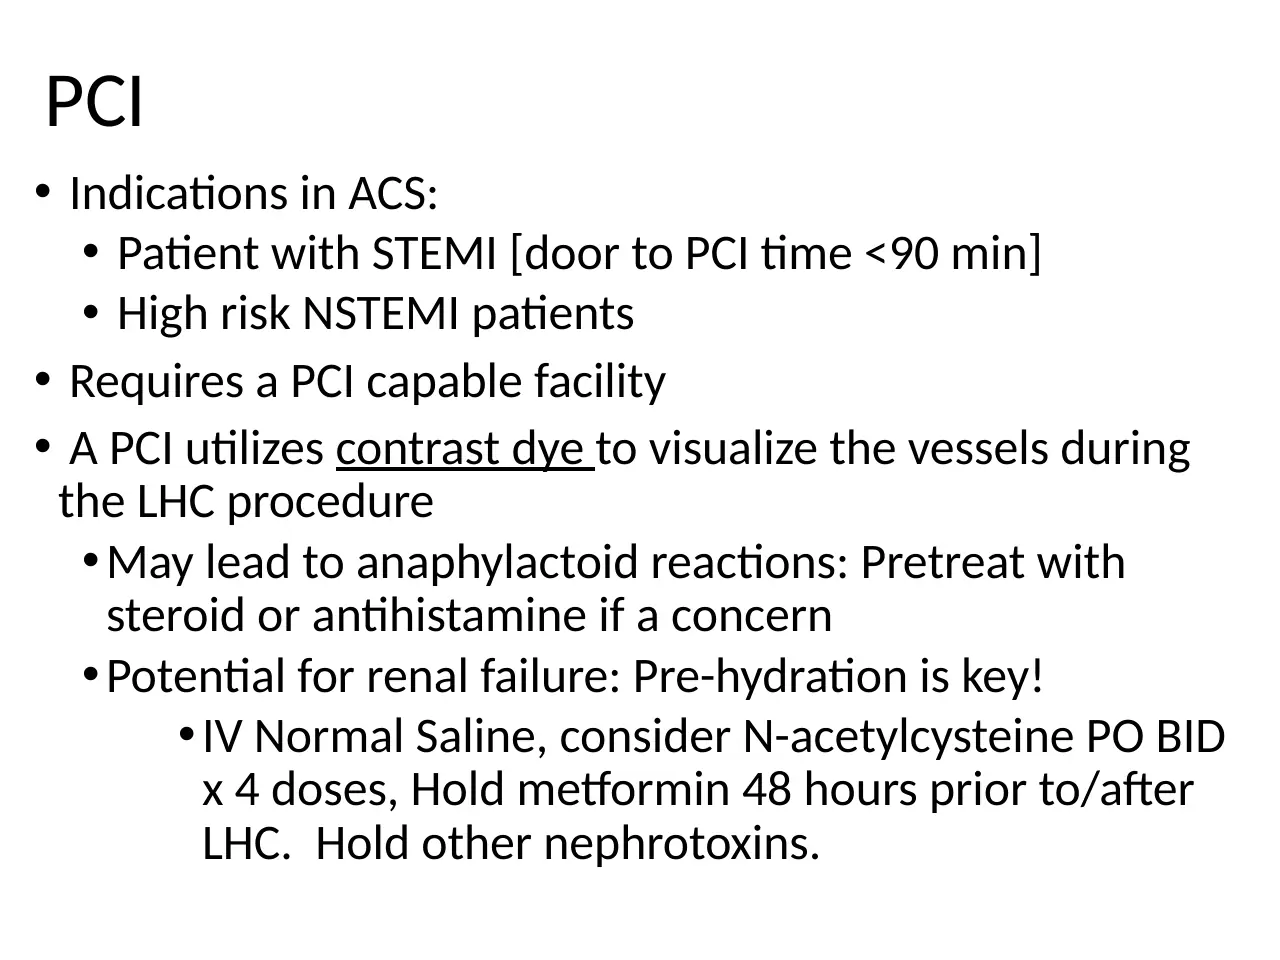 PCI
• Indications in ACS:
• Patient with STEMI [door to PCI time <90 min]
• High risk NSTEMI patients
• Requires a PCI capable facility
• A PCI utilizes contrast dye to visualize the vessels during
the LHC procedure
• May lead to anaphylactoid reactions: Pretreat with
steroid or antihistamine if a concern
• Potential for renal failure: Pre-hydration is key!
• IV Normal Saline, consider N-acetylcysteine PO BID
x 4 doses, Hold metformin 48 hours prior to/after
LHC.  Hold other nephrotoxins.